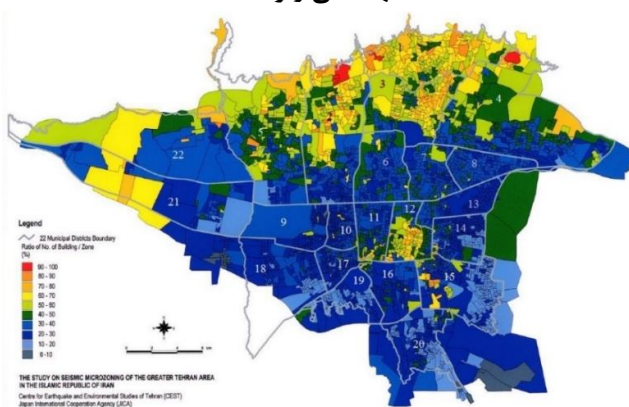 3
4
22
6
8
21
9
10
11
12
13
14
18
17
19
16
15
20
Legend
22 Municipal Districts Boundary
Ratio of No. of Building / Zone
(%)
90 - 100
80 - 90
70 - 80
60 - 70
50 - 60
40 - 50
30 - 40
20 - 30
10 - 20
0 -10
THE STUDY ON SEISMIC MICROZONING OF THE GREATER TEHRAN AREA
IN THE ISLAMIC REPUBLIC OF IRAN
Centre for Earthquake and Environmental Studies of Tehran (CEST)
Japan International Cooperation Agency (JICA)